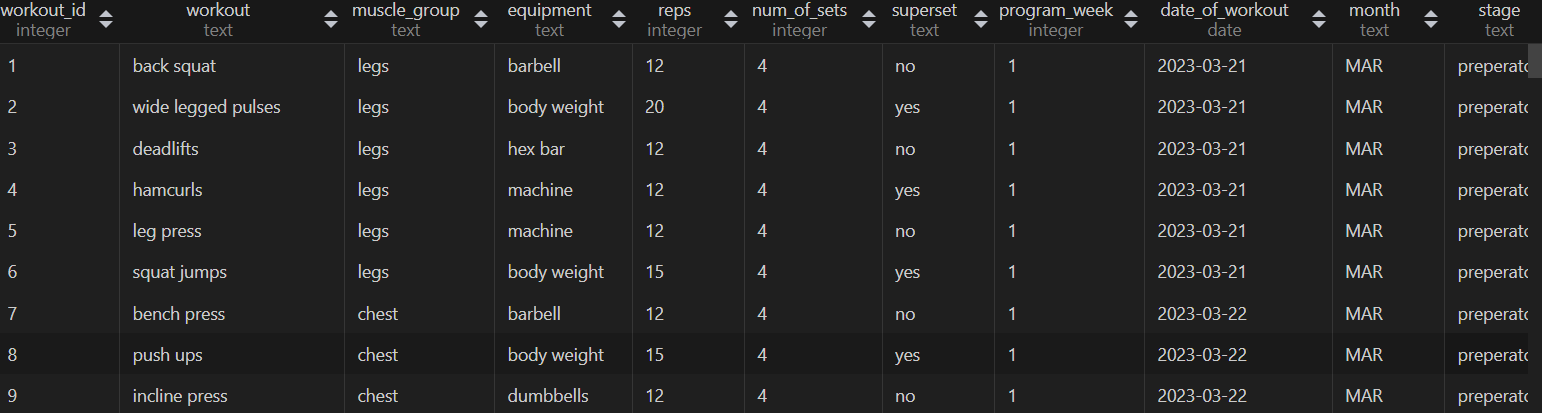 workout_id workout muscle_group equipment reps num_of_sets superset program_week date_of_workout month stage
integer text text text integer integer text integer date text text
1 back squat legs barbell 12 4 no 1 2023-03-21 MAR preperato
2 wide legged pulses legs body weight 20 4 yes 1 2023-03-21 MAR preperato
3 deadlifts legs hex bar 12 4 no 1 2023-03-21 MAR preperato
4 hamcurls legs machine 12 4 yes 1 2023-03-21 MAR preperato
5 leg press legs machine 12 4 no 1 2023-03-21 MAR preperato
6 squat jumps legs body weight 15 4 yes 1 2023-03-21 MAR preperato
7 bench press chest barbell 12 4 no 1 2023-03-22 MAR preperato
8 push ups chest body weight 15 4 yes 1 2023-03-22 MAR preperato
9 incline press chest dumbbells 12 4 no 1 2023-03-22 MAR preperato